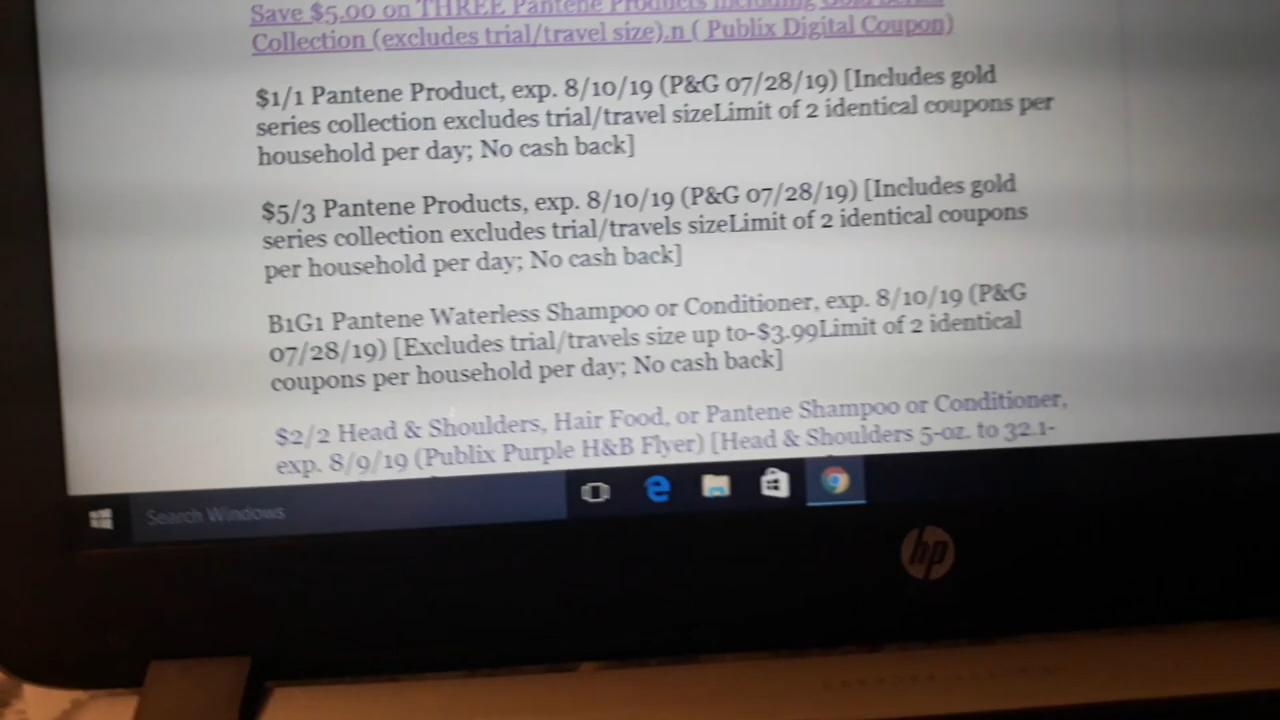 Save $5.00 on THREE Pantene Products including Gold Series
Collection (excludes trial/travel size).n ( Publix Digital Coupon)
$1/1 Pantene Product, exp. 8/10/19 (P&G 07/28/19) [Includes gold
series collection excludes trial/travel sizeLimit of 2 identical coupons per
household per day; No cash back]
$5/3 Pantene Products, exp. 8/10/19 (P&G 07/28/19) [Includes gold
series collection excludes trial/travels sizeLimit of 2 identical coupons
per household per day; No cash back]
B1G1 Pantene Waterless Shampoo or Conditioner, exp. 8/10/19 (P&G
07/28/19) [Excludes trial/travels size up to-$3.99Limit of 2 identical
coupons per household per day; No cash back]
$2/2 Head & Shoulders, Hair Food, or Pantene Shampoo or Conditioner,
exp. 8/9/19 (Publix Purple H&B Flyer) [Head & Shoulders 5-oz. to 32.1-
Search Windows
hp